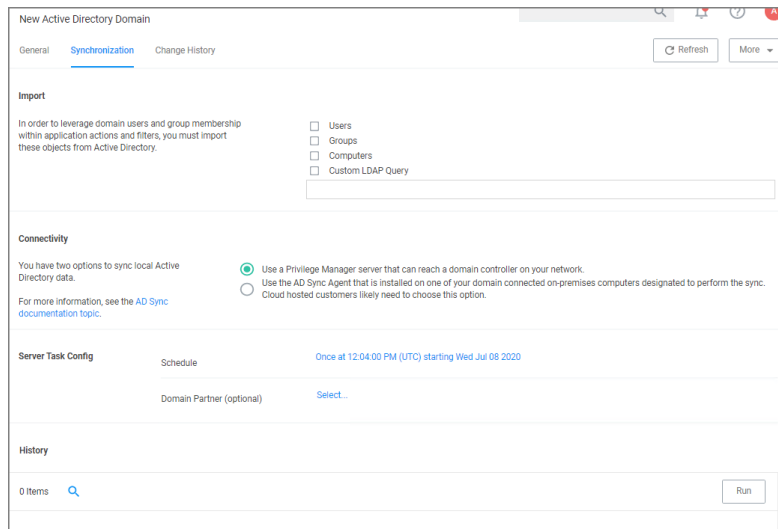 New Active Directory Domain
A
General
Synchronization
Change History
Refresh
More
Import
In order to leverage domain users and group membership
within application actions and filters, you must import
these objects from Active Directory.
Users
Groups
Computers
Custom LDAP Query
Connectivity
You have two options to sync local Active
Directory data.
For more information, see the AD Sync
documentation topic.
Use a Privilege Manager server that can reach a domain controller on your network.
Use the AD Sync Agent that is installed on one of your domain connected on-premises computers designated to perform the sync.
Cloud hosted customers likely need to choose this option.
Server Task Config
Schedule
Once at 12:04:00 PM (UTC) starting Wed Jul 08 2020
Domain Partner (optional)
Select...
History
0 Items
Run